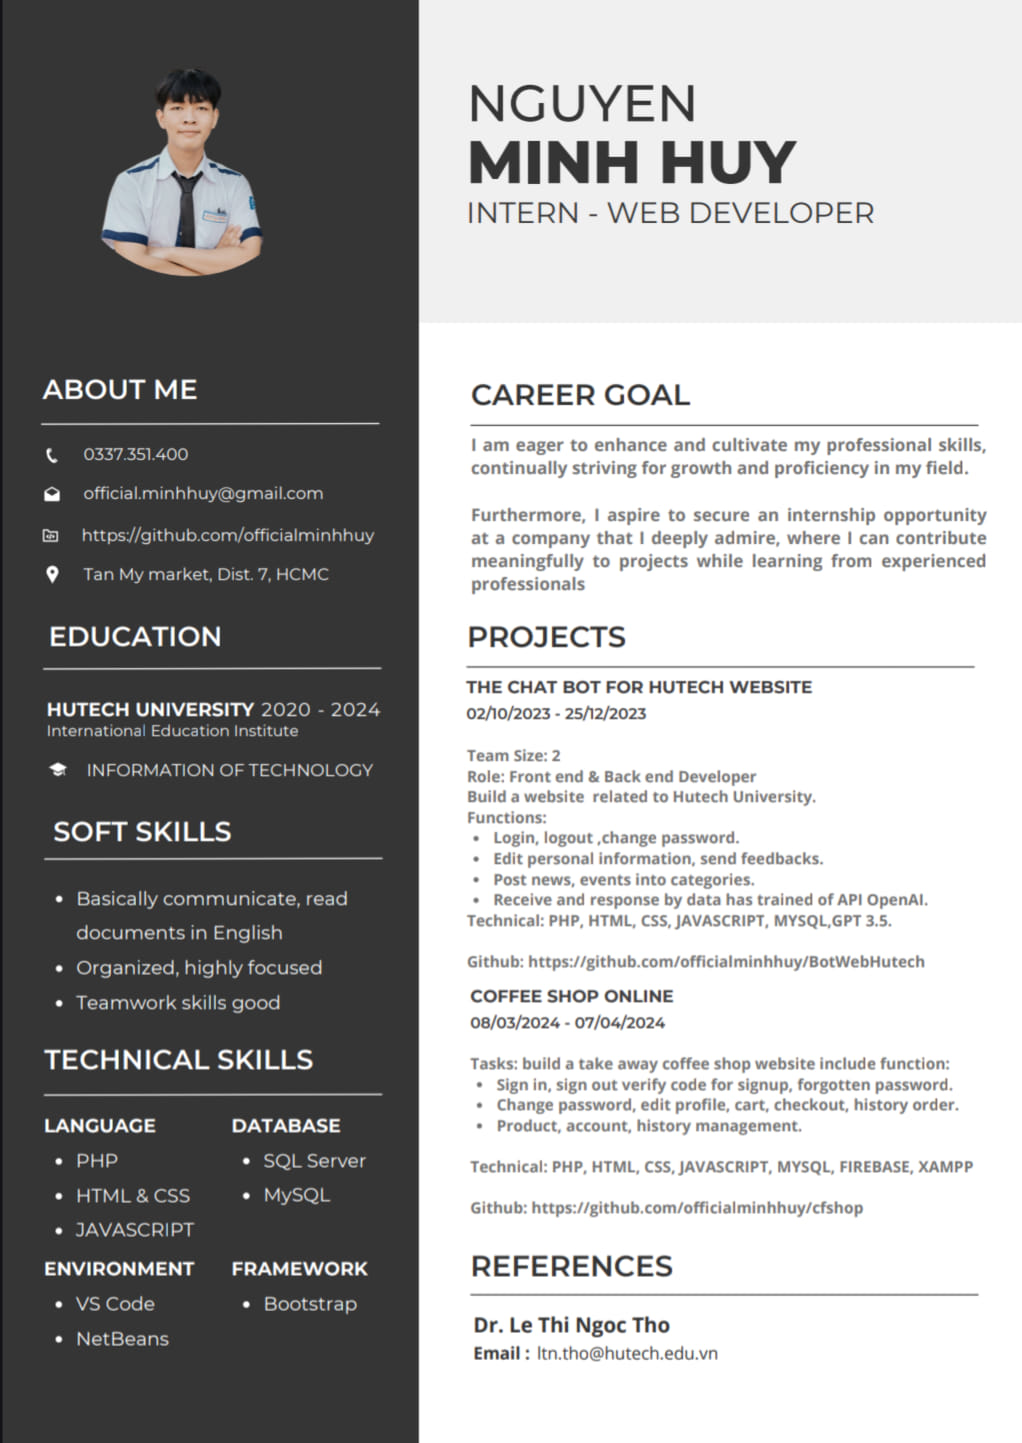 NGUYEN
MINH HUY
INTERN - WEB DEVELOPER
ABOUT ME
0337.351.400
official.minhhuy@gmail.com
https://github.com/officialminhhuy
Tan My market, Dist. 7, HCMC
EDUCATION
HUTECH UNIVERSITY 2020 - 2024
International Education Institute
INFORMATION OF TECHNOLOGY
SOFT SKILLS
• Basically communicate, read
documents in English
• Organized, highly focused
• Teamwork skills good
TECHNICAL SKILLS
LANGUAGE
• PHP
• HTML & CSS
• JAVASCRIPT
DATABASE
• SQL Server
• MySQL
ENVIRONMENT
• VS Code
• NetBeans
FRAMEWORK
• Bootstrap
CAREER GOAL
I am eager to enhance and cultivate my professional skills,
continually striving for growth and proficiency in my field.
Furthermore, I aspire to secure an internship opportunity
at a company that I deeply admire, where I can contribute
meaningfully to projects while learning from experienced
professionals
PROJECTS
THE CHAT BOT FOR HUTECH WEBSITE
02/10/2023 - 25/12/2023
Team Size: 2
Role: Front end & Back end Developer
Build a website related to Hutech University.
Functions:
• Login, logout ,change password.
• Edit personal information, send feedbacks.
• Post news, events into categories.
• Receive and response by data has trained of API OpenAI.
Technical: PHP, HTML, CSS, JAVASCRIPT, MYSQL,GPT 3.5.
Github: https://github.com/officialminhhuy/BotWebHutech
COFFEE SHOP ONLINE
08/03/2024 - 07/04/2024
Tasks: build a take away coffee shop website include function:
• Sign in, sign out verify code for signup, forgotten password.
• Change password, edit profile, cart, checkout, history order.
• Product, account, history management.
Technical: PHP, HTML, CSS, JAVASCRIPT, MYSQL, FIREBASE, XAMPP
Github: https://github.com/officialminhhuy/cfshop
REFERENCES
Dr. Le Thi Ngoc Tho
Email : ltn.tho@hutech.edu.vn